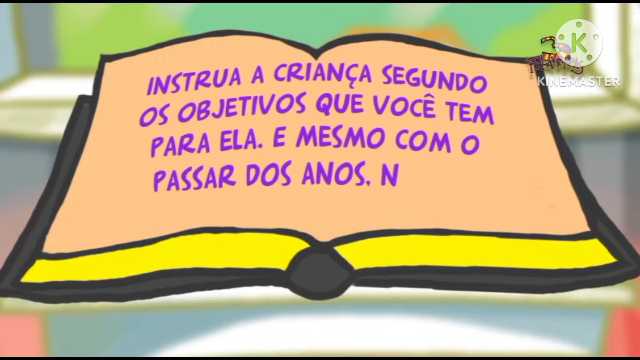 INSTRUA A CRIANÇA SEGUNDO
OS OBJETIVOS QUE VOCÊ TEM
PARA ELA. E MESMO COM O
PASSAR DOS ANOS. N
K
KINEMASTER